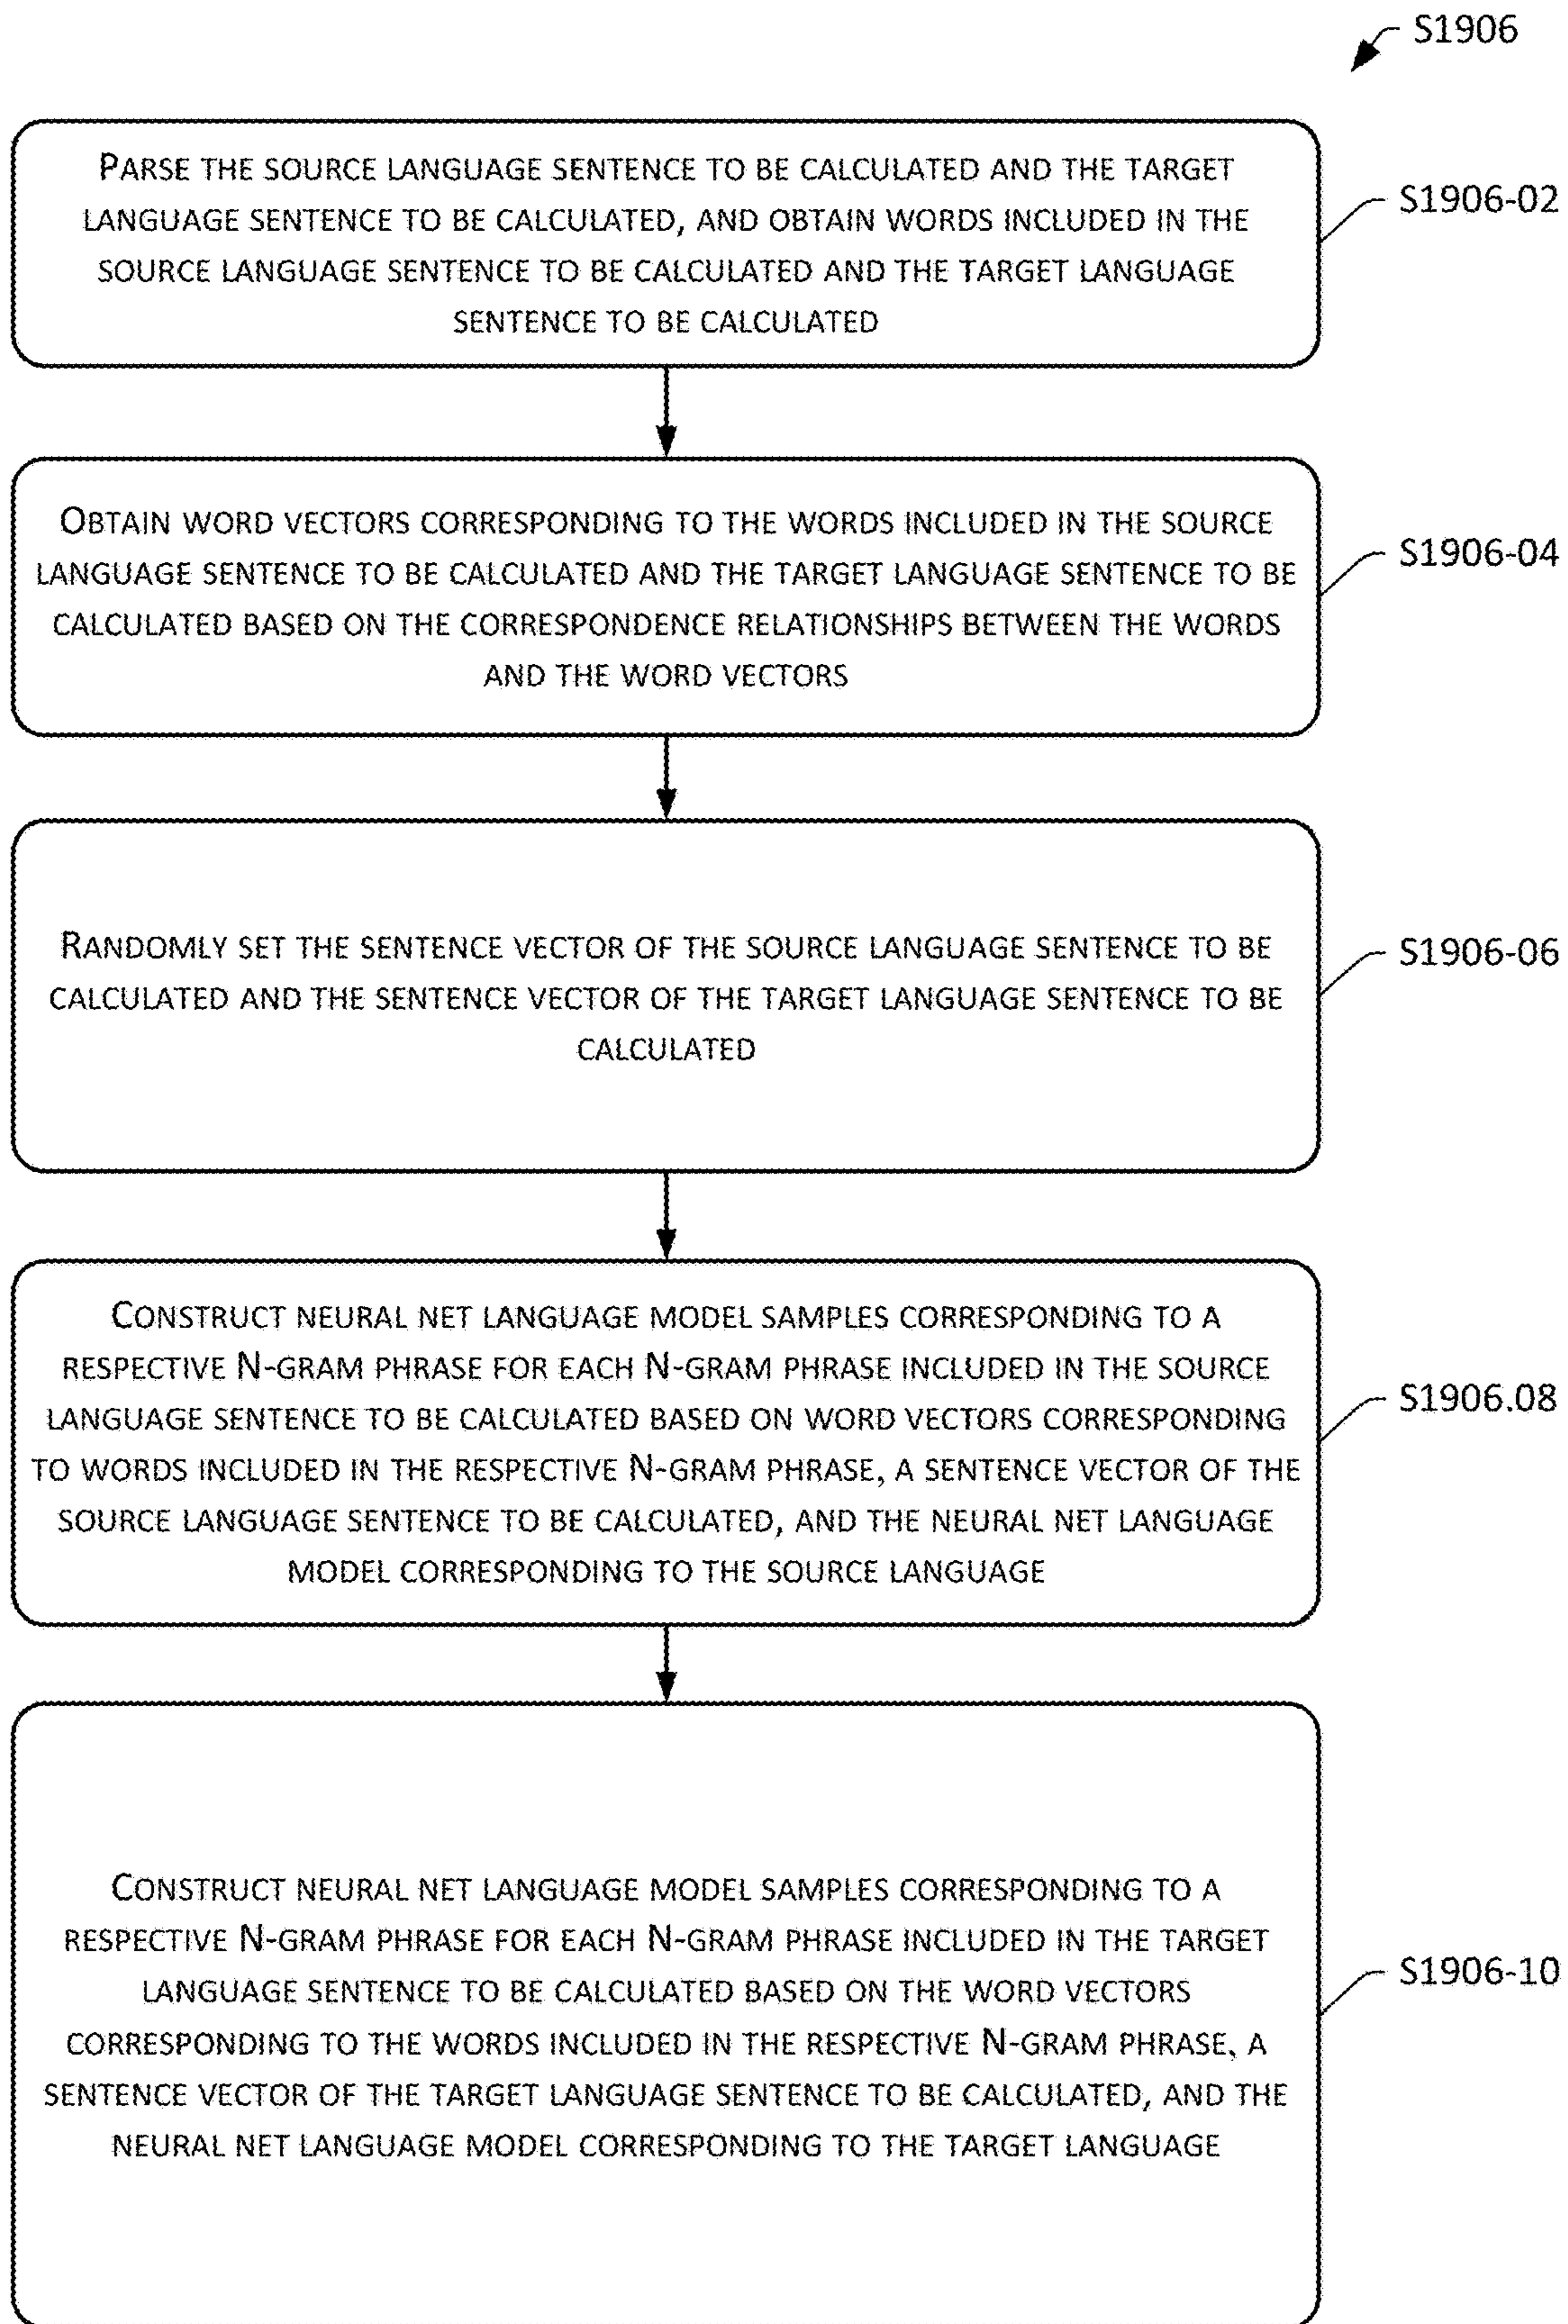 S1906
PARSE THE SOURCE LANGUAGE SENTENCE TO BE CALCULATED AND THE TARGET
LANGUAGE SENTENCE TO BE CALCULATED, AND OBTAIN WORDS INCLUDED IN THE
SOURCE LANGUAGE SENTENCE TO BE CALCULATED AND THE TARGET LANGUAGE
SENTENCE TO BE CALCULATED
S1906-02
OBTAIN WORD VECTORS CORRESPONDING TO THE WORDS INCLUDED IN THE SOURCE
LANGUAGE SENTENCE TO BE CALCULATED AND THE TARGET LANGUAGE SENTENCE TO BE
CALCULATED BASED ON THE CORRESPONDENCE RELATIONSHIPS BETWEEN THE WORDS
AND THE WORD VECTORS
S1906-04
RANDOMLY SET THE SENTENCE VECTOR OF THE SOURCE LANGUAGE SENTENCE TO BE
CALCULATED AND THE SENTENCE VECTOR OF THE TARGET LANGUAGE SENTENCE TO BE
CALCULATED
S1906-06
CONSTRUCT NEURAL NET LANGUAGE MODEL SAMPLES CORRESPONDING TO A
RESPECTIVE N-GRAM PHRASE FOR EACH N-GRAM PHRASE INCLUDED IN THE SOURCE
LANGUAGE SENTENCE TO BE CALCULATED BASED ON WORD VECTORS CORRESPONDING
TO WORDS INCLUDED IN THE RESPECTIVE N-GRAM PHRASE, A SENTENCE VECTOR OF THE
SOURCE LANGUAGE SENTENCE TO BE CALCULATED, AND THE NEURAL NET LANGUAGE
MODEL CORRESPONDING TO THE SOURCE LANGUAGE
S1906.08
CONSTRUCT NEURAL NET LANGUAGE MODEL SAMPLES CORRESPONDING TO A
RESPECTIVE N-GRAM PHRASE FOR EACH N-GRAM PHRASE INCLUDED IN THE TARGET
LANGUAGE SENTENCE TO BE CALCULATED BASED ON THE WORD VECTORS
CORRESPONDING TO THE WORDS INCLUDED IN THE RESPECTIVE N-GRAM PHRASE, A
SENTENCE VECTOR OF THE TARGET LANGUAGE SENTENCE TO BE CALCULATED, AND THE
NEURAL NET LANGUAGE MODEL CORRESPONDING TO THE TARGET LANGUAGE
S1906-10